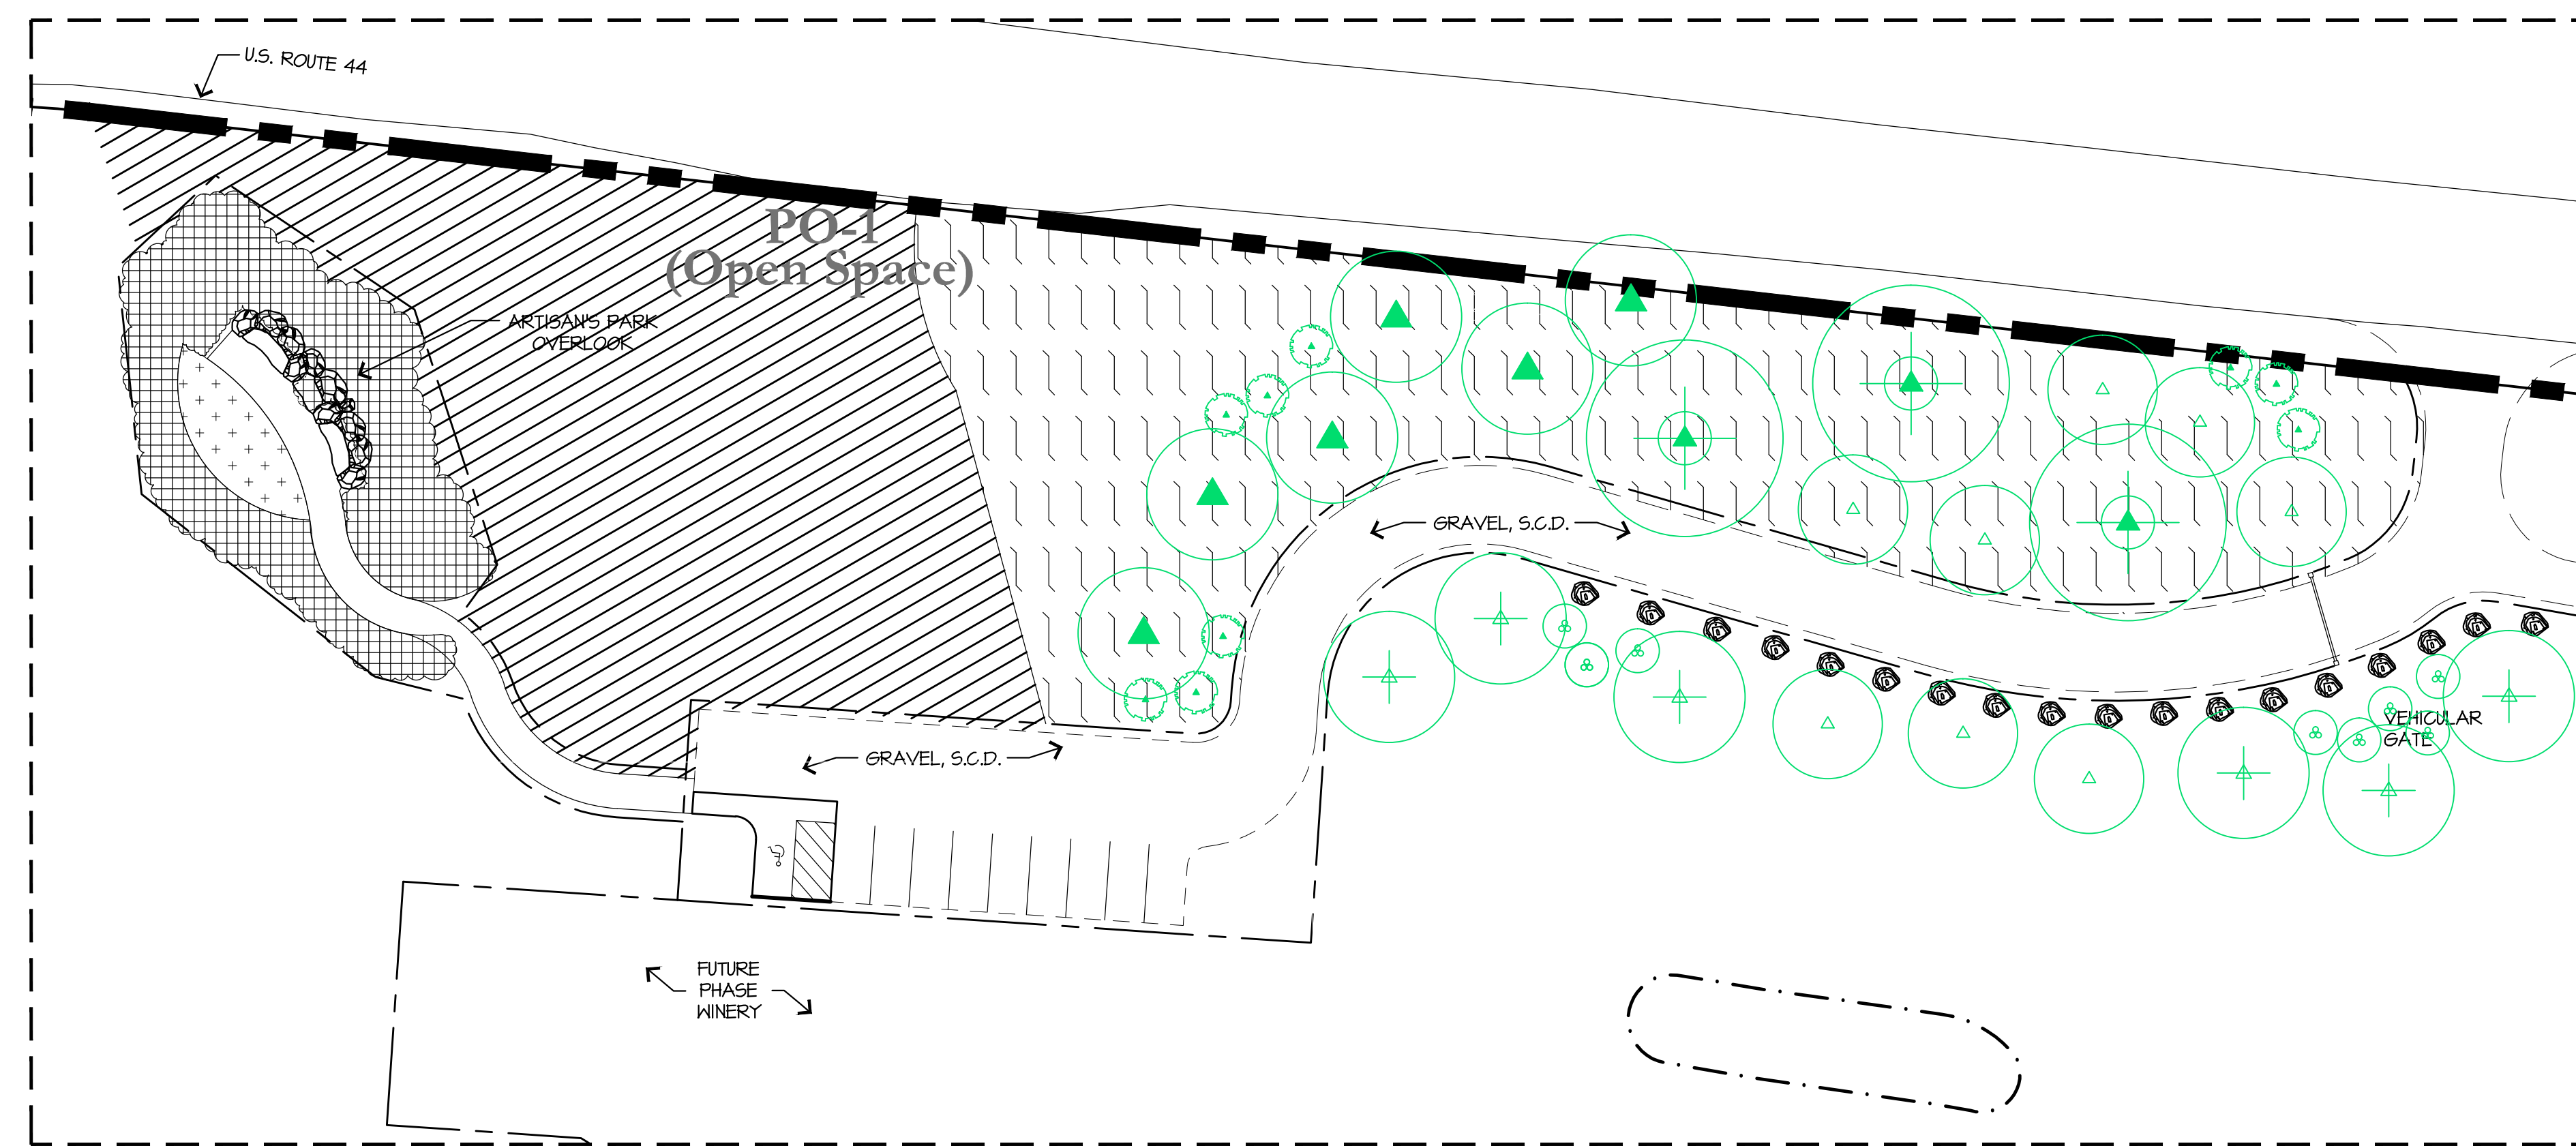 U.S. ROUTE 44
PO-1
(Open Space)
ARTISAN'S PARK
OVERLOOK
GRAVEL, S.C.D.
VEHICULAR
GATE
GRAVEL, S.C.D.
FUTURE
PHASE
WINERY